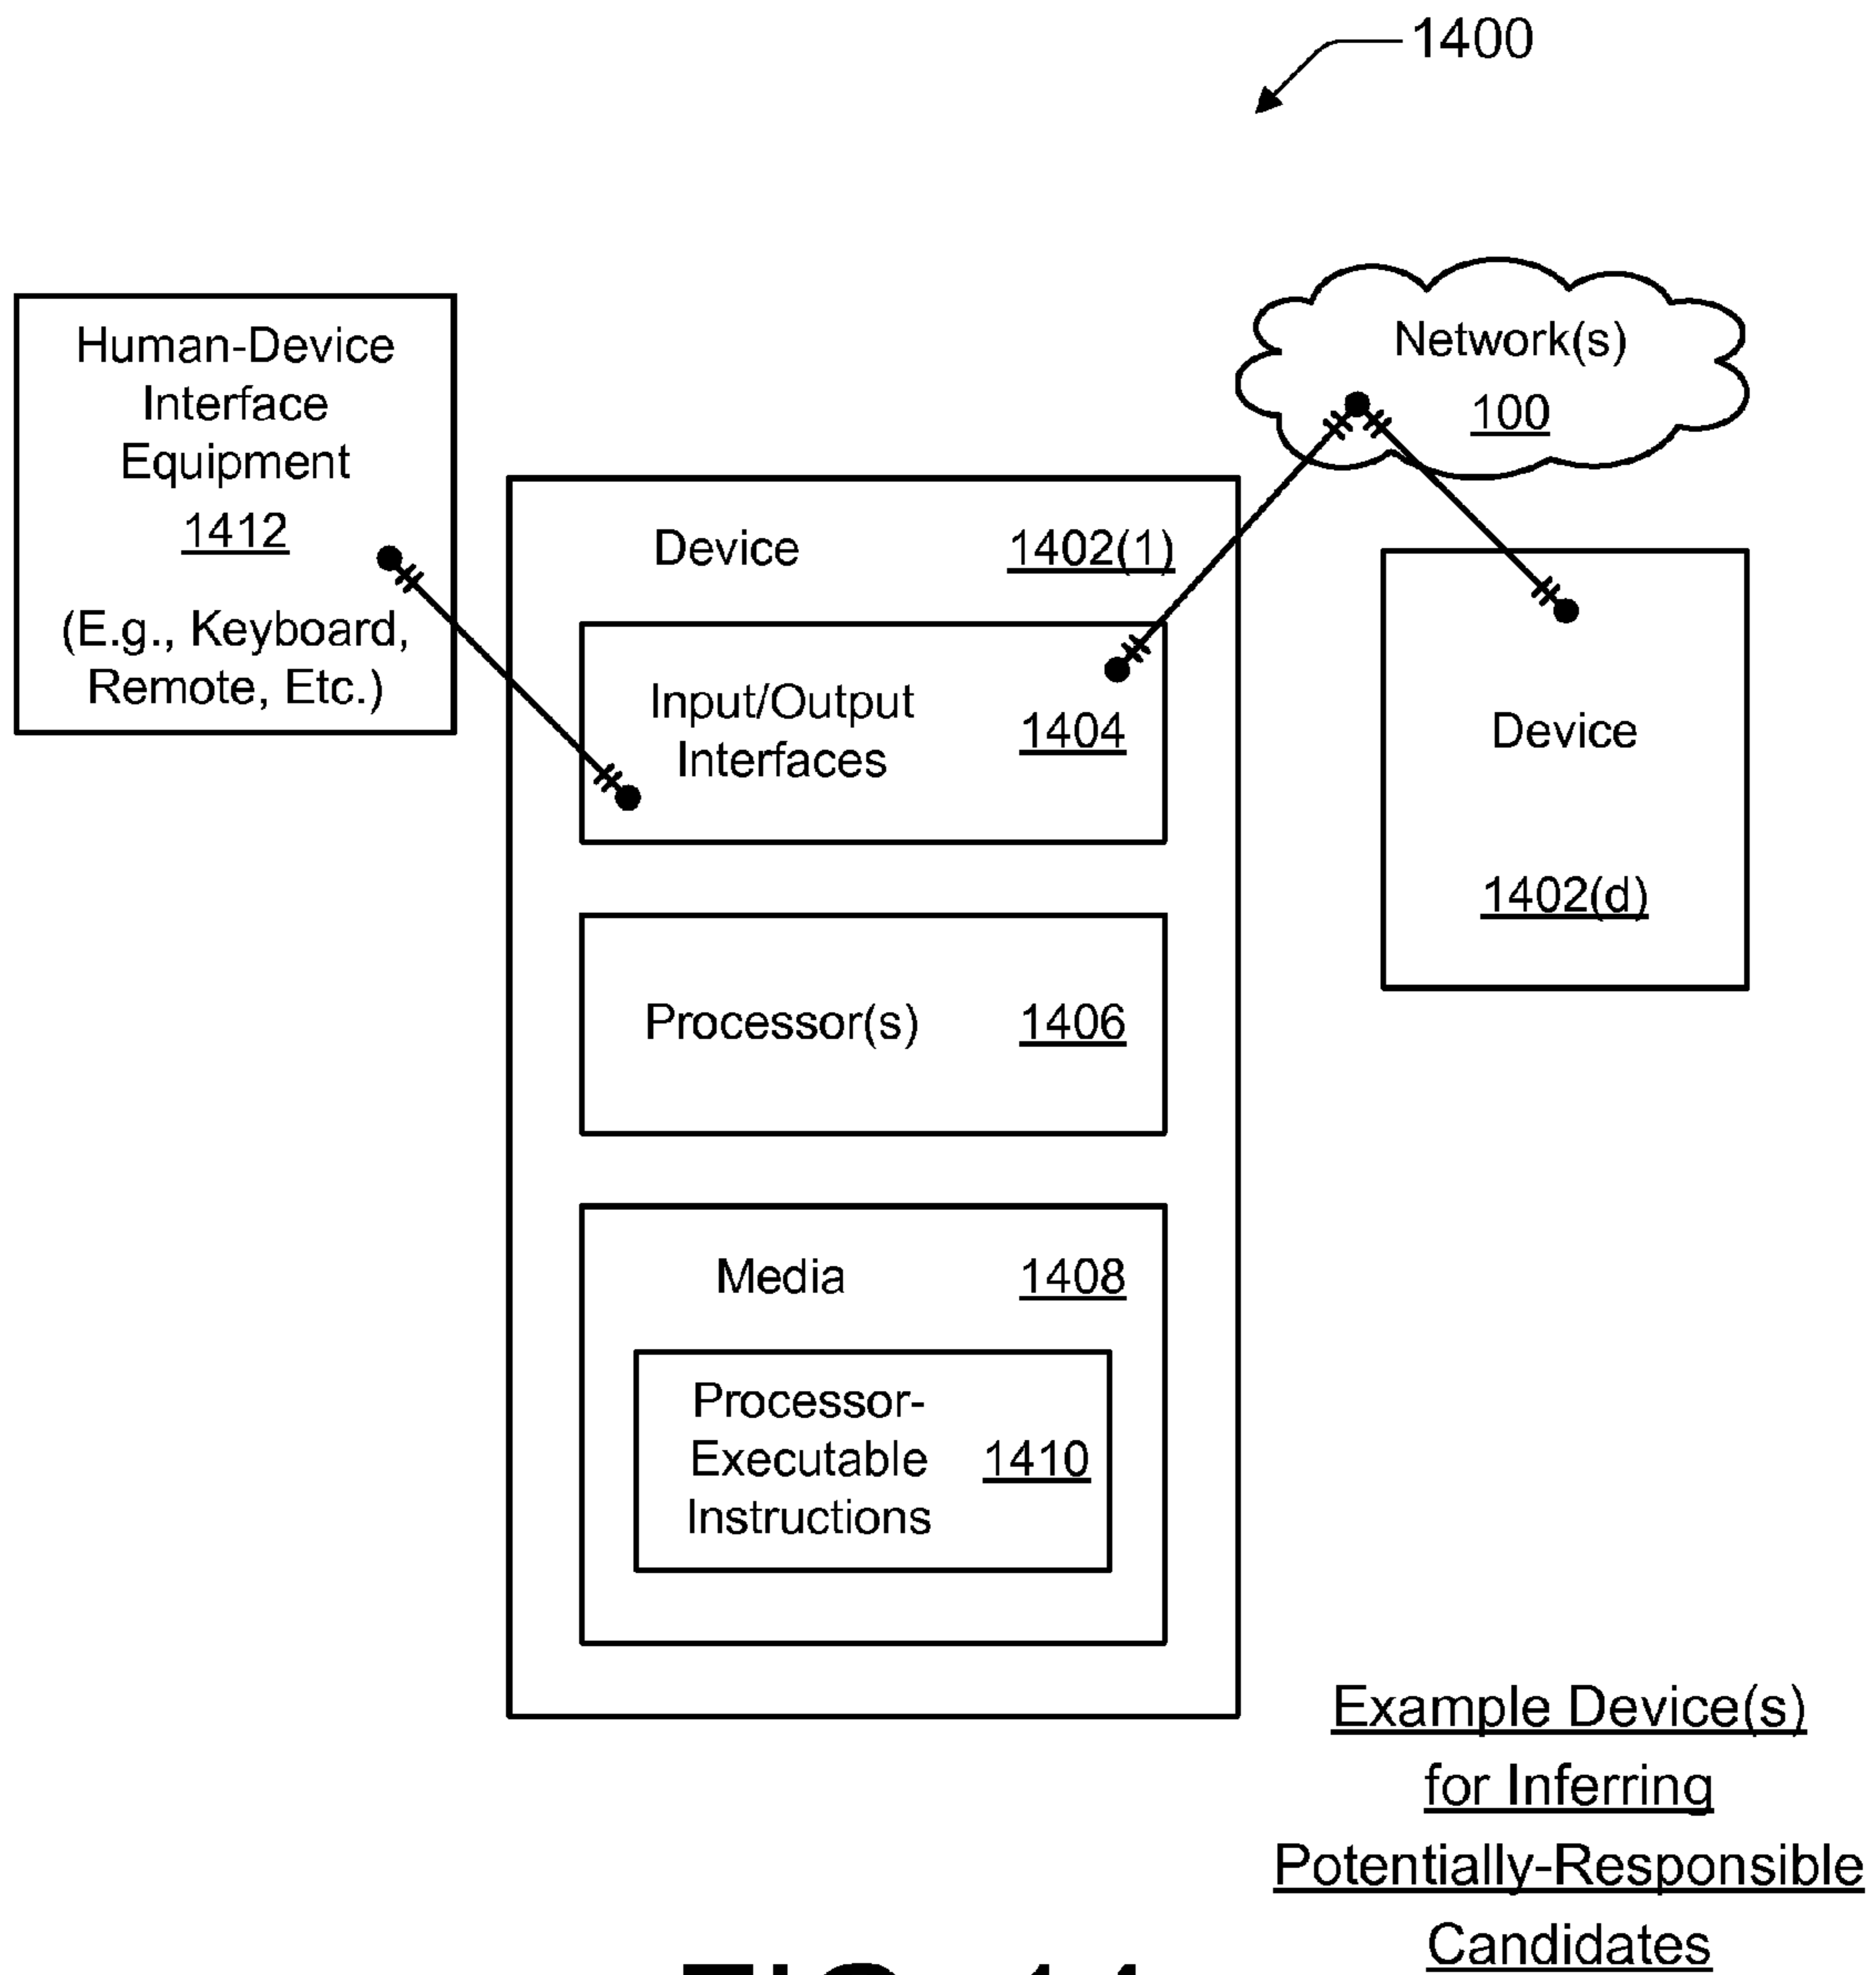 1400
Human-Device
Interface
Equipment
1412
(E.g., Keyboard,
Remote, Etc.)
Network(s)
100
Device 1402(1)
Input/Output
Interfaces
1404
Device
1402(d)
Processor(s) 1406
Media 1408
Processor-
Executable
Instructions
1410
Example Device(s)
for Inferring
Potentially-Responsible
Candidates